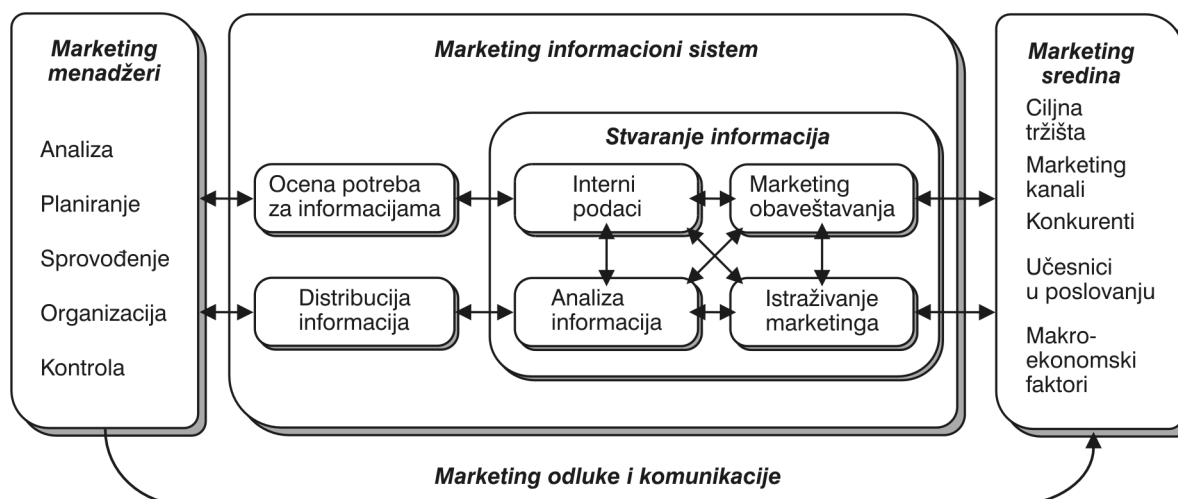 Marketing
menadžeri
Analiza
Planiranje
Sprovođenje
Organizacija
Kontrola
Marketing informacioni sistem
Stvaranje informacija
Ocena potreba
za informacijama
Interni
podaci
Marketing
obaveštavanja
Distribucija
informacija
Analiza
informacija
Istraživanje
marketinga
Marketing
sredina
Ciljna
tržišta
Marketing
kanali
Konkurenti
Učesnici
u poslovanju
Makro-
ekonomski
faktori
Marketing odluke i komunikacije